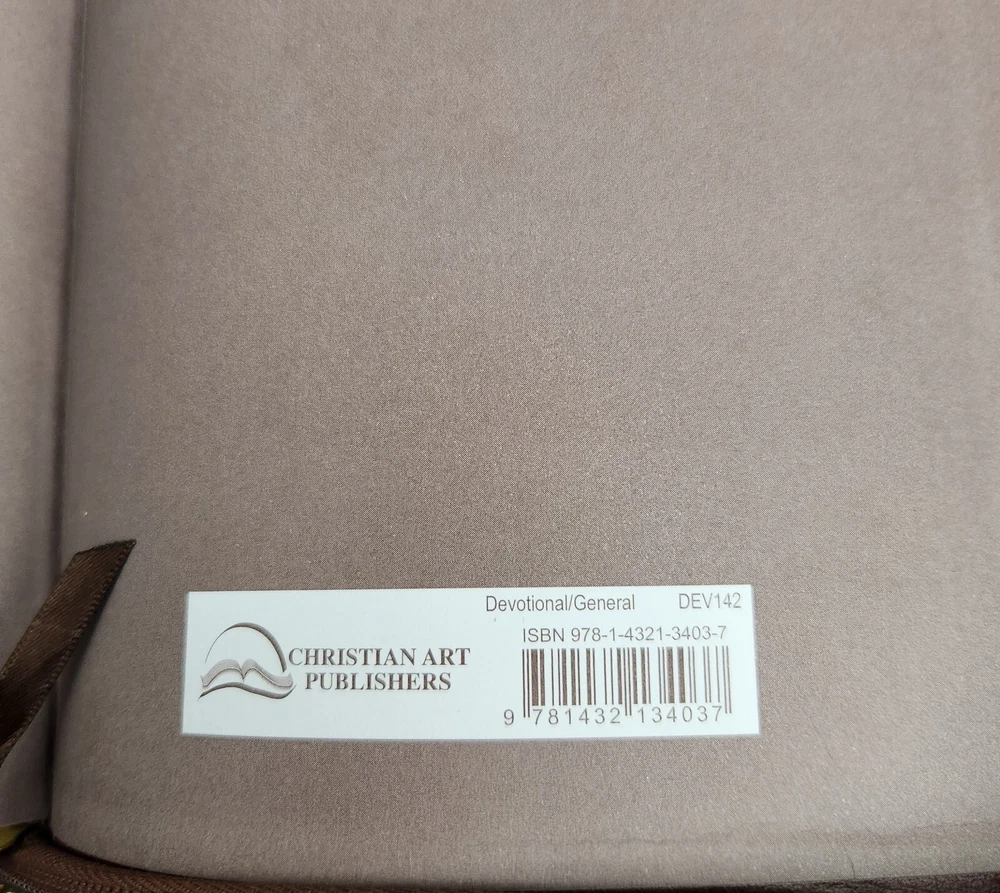 Devotional/General DEV142
ISBN 978-1-4321-3403-7
CHRISTIAN ART
PUBLISHERS
9 781432 134037